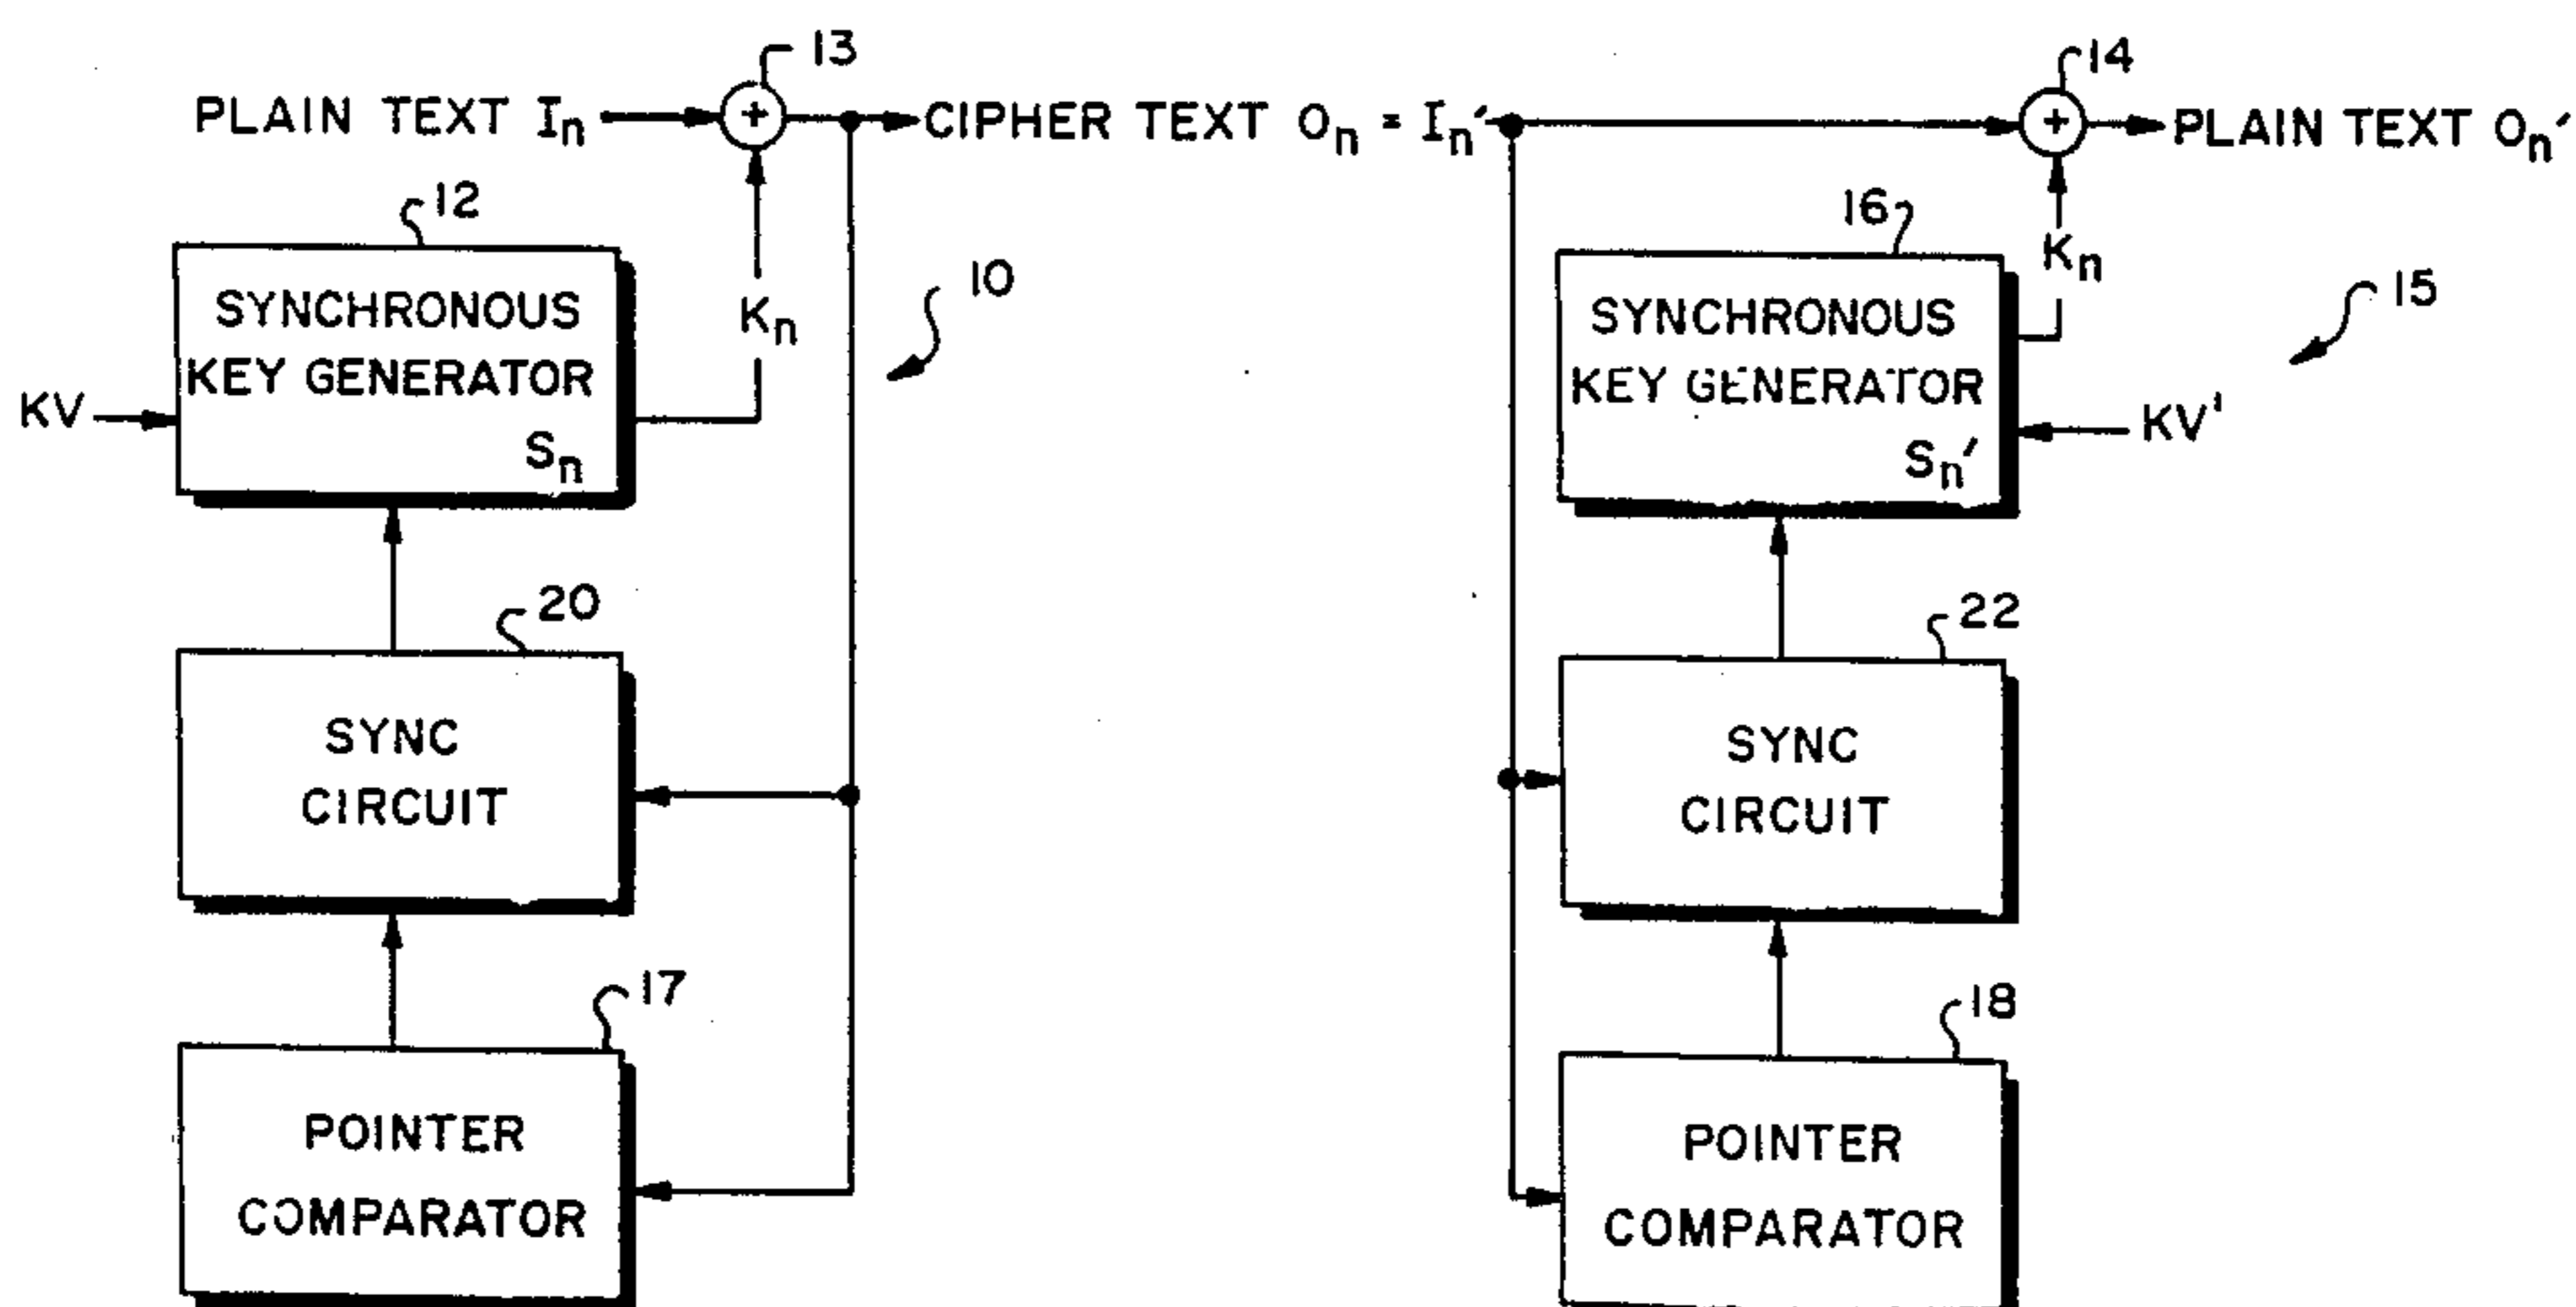 13
PLAIN TEXT In
+
CIPHER TEXT On = In'
14
+
PLAIN TEXT On'
12
SYNCHRONOUS
KEY GENERATOR
Sn
KV
Kn
10
16
SYNCHRONOUS
KEY GENERATOR
Sn'
Kn
KV'
15
20
SYNC
CIRCUIT
22
SYNC
CIRCUIT
17
POINTER
COMPARATOR
18
POINTER
COMPARATOR